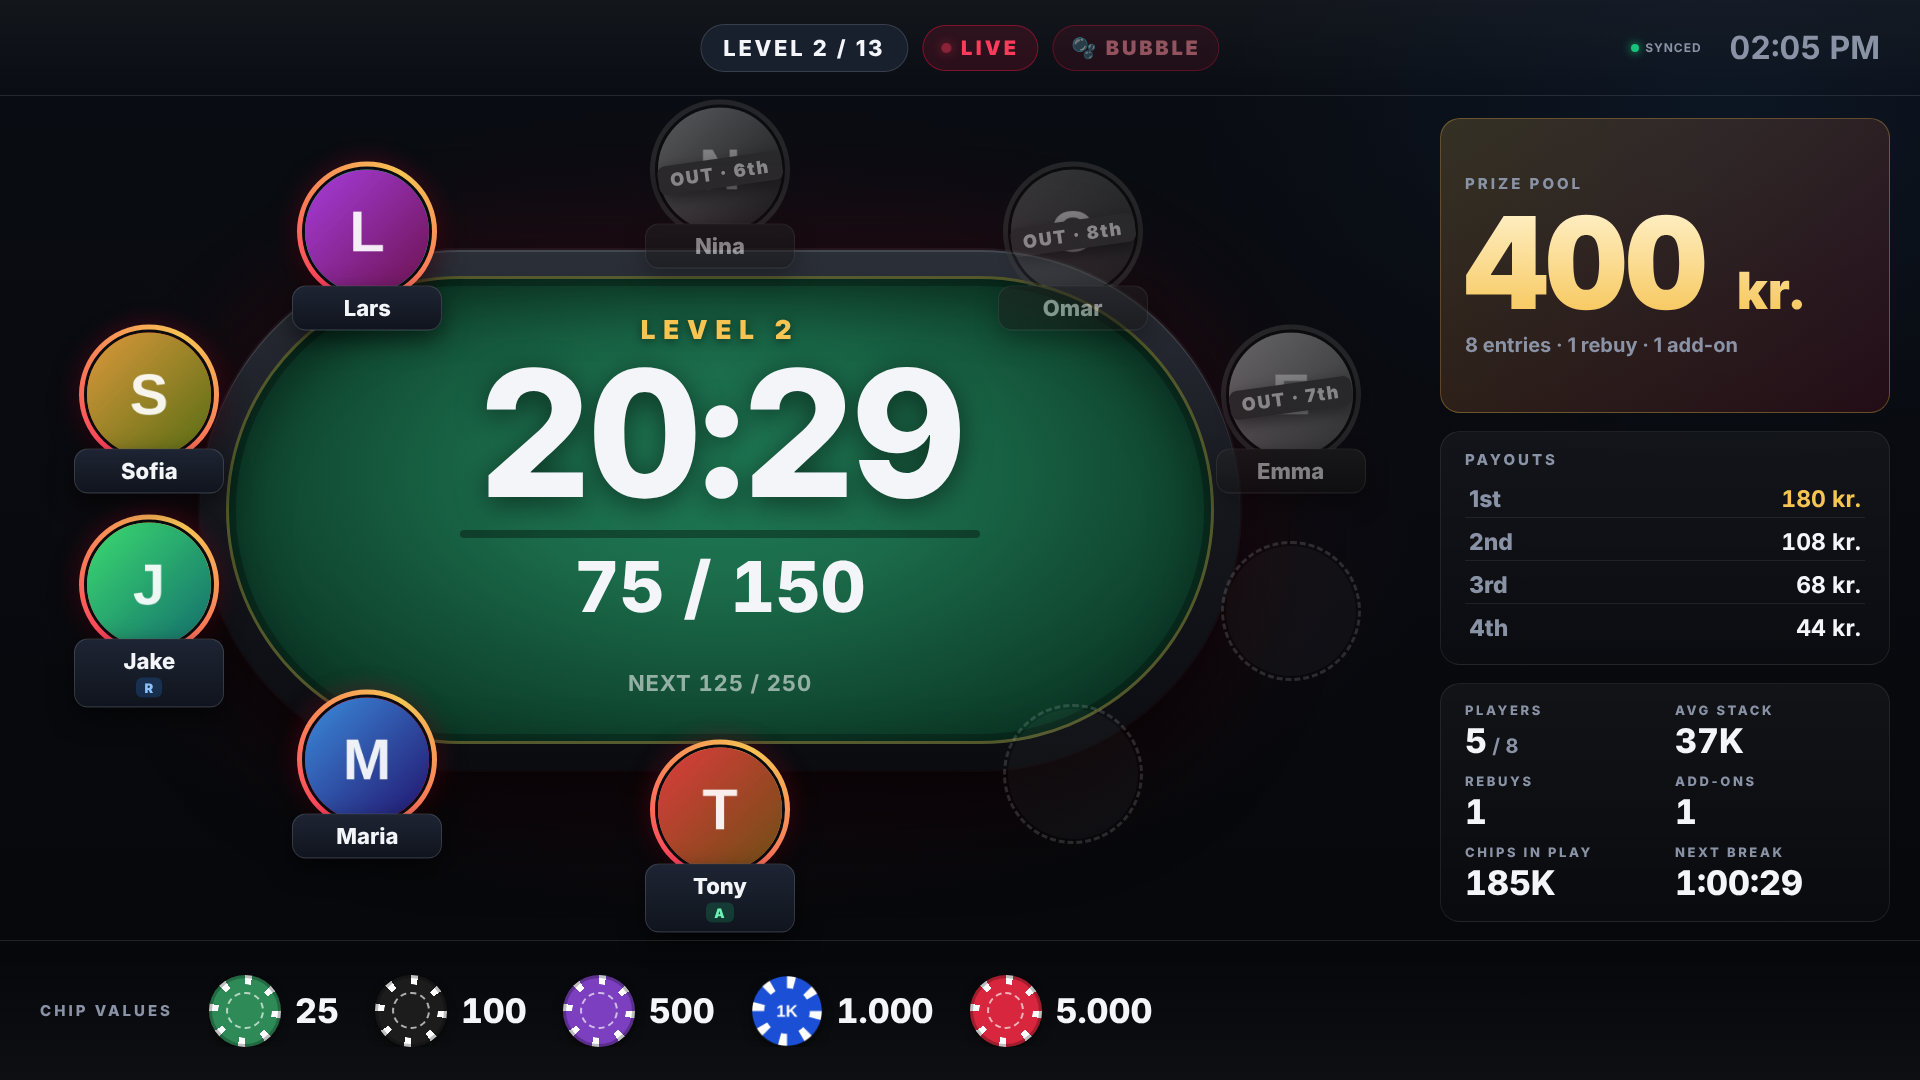 LEVEL 2 / 13
LIVE
BUBBLE
SYNCED
02:05 PM
L
Lars
OUT · 6th
Nina
OUT · 8th
Omar
S
Sofia
OUT · 7th
Emma
J
Jake
R
M
Maria
T
Tony
A
LEVEL 2
20:29
75 / 150
NEXT 125 / 250
PRIZE POOL
400 kr.
8 entries · 1 rebuy · 1 add-on
PAYOUTS
1st 180 kr.
2nd 108 kr.
3rd 68 kr.
4th 44 kr.
PLAYERS
5 / 8
AVG STACK
37K
REBUYS
1
ADD-ONS
1
CHIPS IN PLAY
185K
NEXT BREAK
1:00:29
CHIP VALUES
25
100
500
1K
1.000
5.000